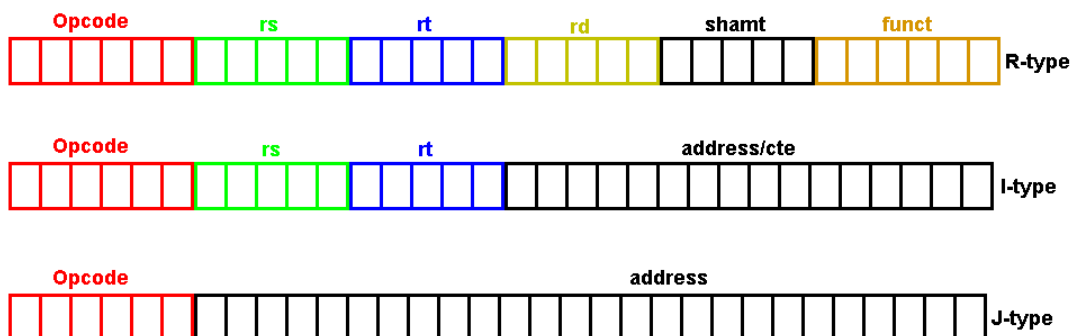 Opcode rs rt rd shamt funct
R-type
Opcode rs rt address/cte
I-type
Opcode address
J-type